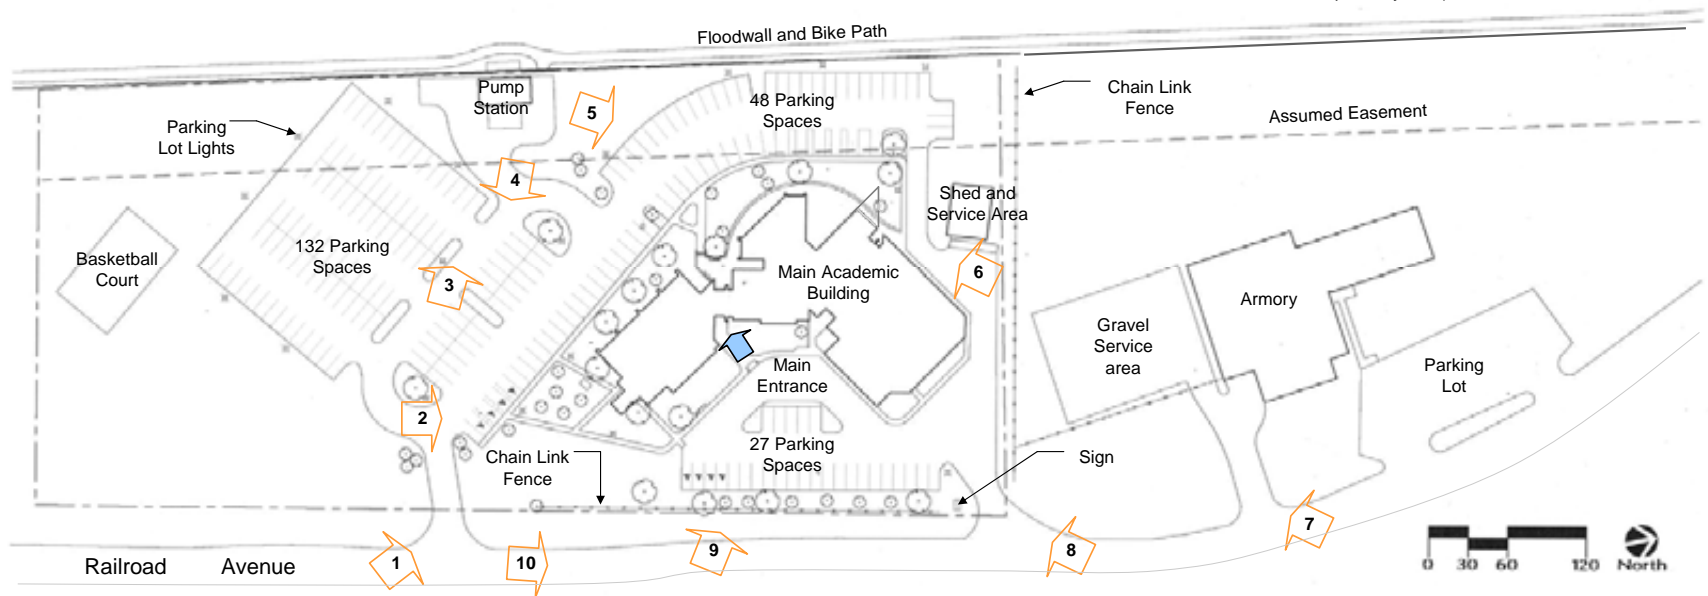 Floodwall and Bike Path
Pump
Station
5
48 Parking
Spaces
Chain Link
Fence
Assumed Easement
Parking
Lot Lights
4
Shed and
Service Area
132 Parking
Spaces
Basketball
Court
3
Main Academic
Building
6
Armory
Gravel
Service
area
Main
Entrance
Parking
Lot
2
27 Parking
Spaces
Chain Link
Fence
Sign
1
10
9
8
7
Railroad Avenue
0 30 60 120 North